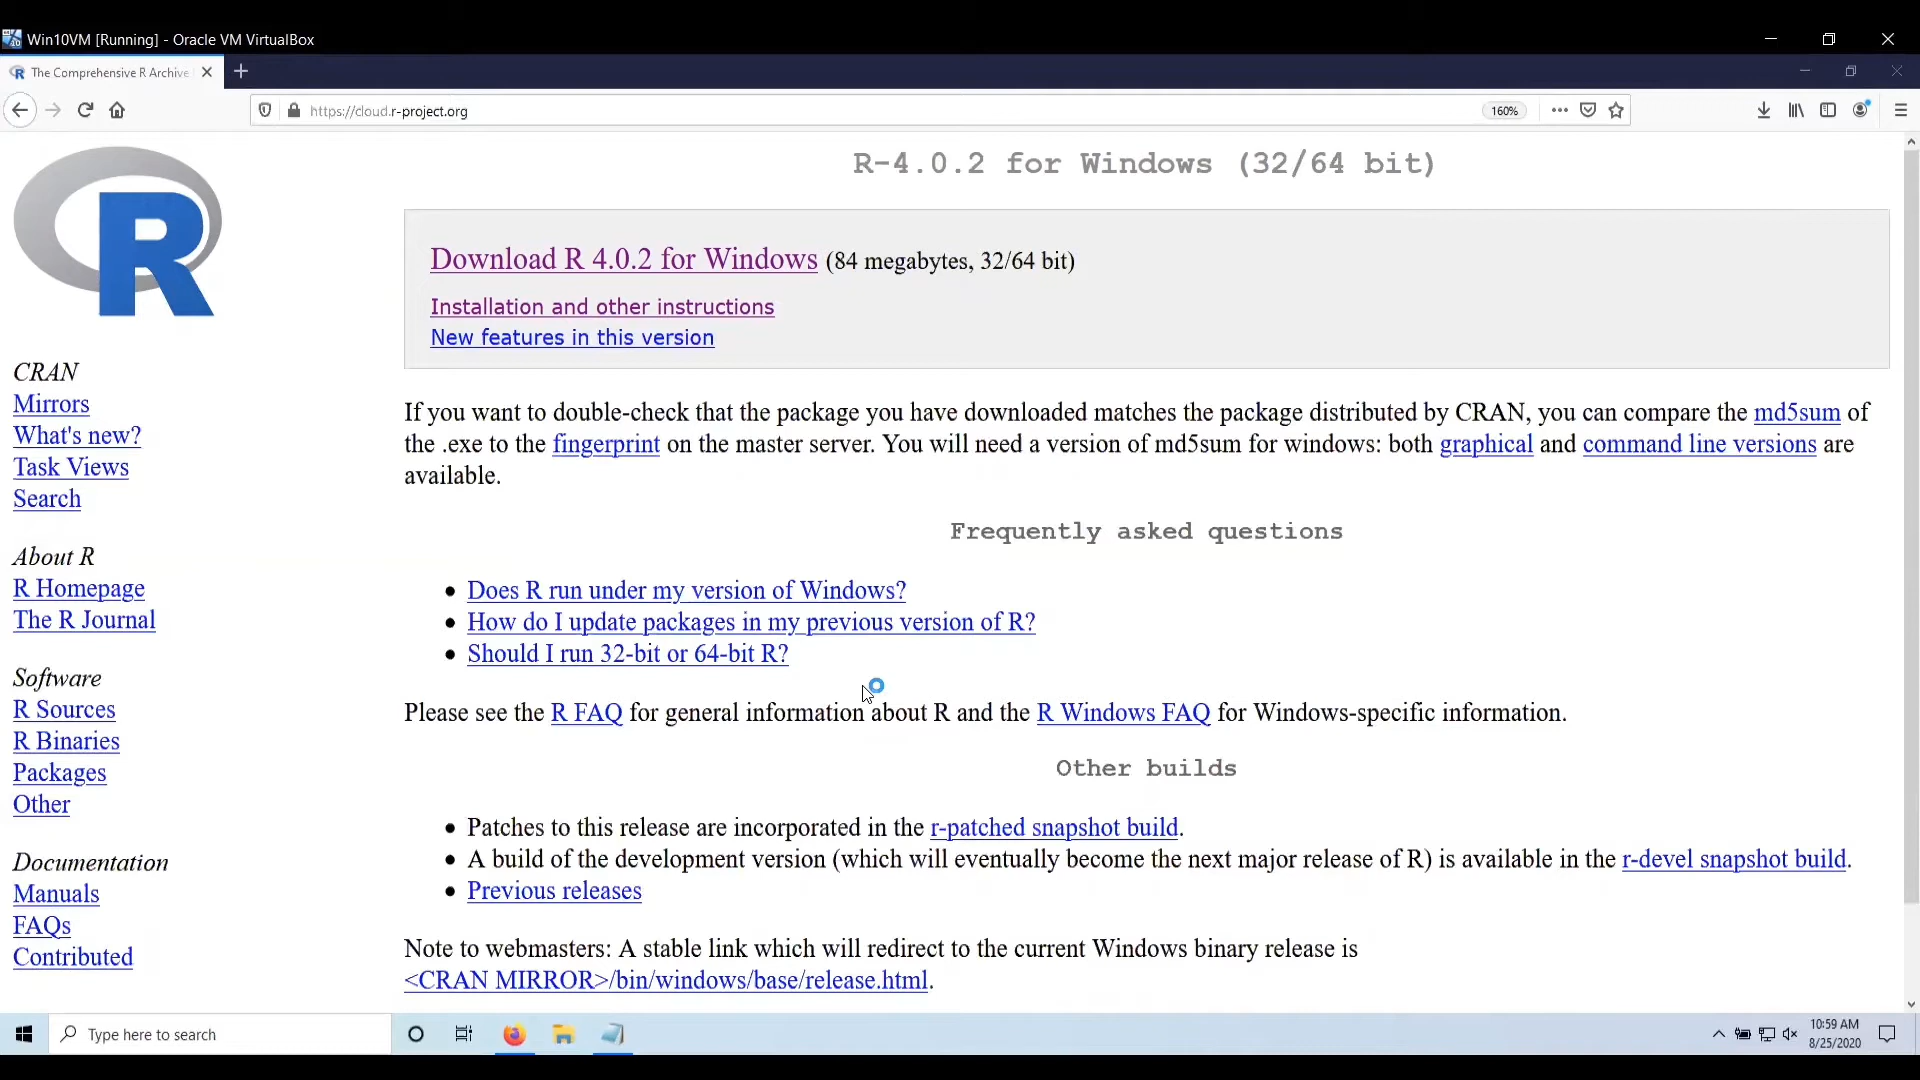 Win10VM [Running] - Oracle VM VirtualBox
The Comprehensive R Archive
https://cloud.r-project.org
160%
R
R-4.0.2 for Windows (32/64 bit)
Download R 4.0.2 for Windows (84 megabytes, 32/64 bit)
Installation and other instructions
New features in this version
CRAN
Mirrors
What's new?
Task Views
Search
About R
R Homepage
The R Journal
Software
R Sources
R Binaries
Packages
Other
Documentation
Manuals
FAQs
Contributed
If you want to double-check that the package you have downloaded matches the package distributed by CRAN, you can compare the md5sum of
the .exe to the fingerprint on the master server. You will need a version of md5sum for windows: both graphical and command line versions are
available.
Frequently asked questions
Does R run under my version of Windows?
How do I update packages in my previous version of R?
Should I run 32-bit or 64-bit R?
Please see the R FAQ for general information about R and the R Windows FAQ for Windows-specific information.
Other builds
Patches to this release are incorporated in the r-patched snapshot build.
A build of the development version (which will eventually become the next major release of R) is available in the r-devel snapshot build.
Previous releases
Note to webmasters: A stable link which will redirect to the current Windows binary release is
<CRAN MIRROR>/bin/windows/base/release.html.
Type here to search
10:59 AM
8/25/2020